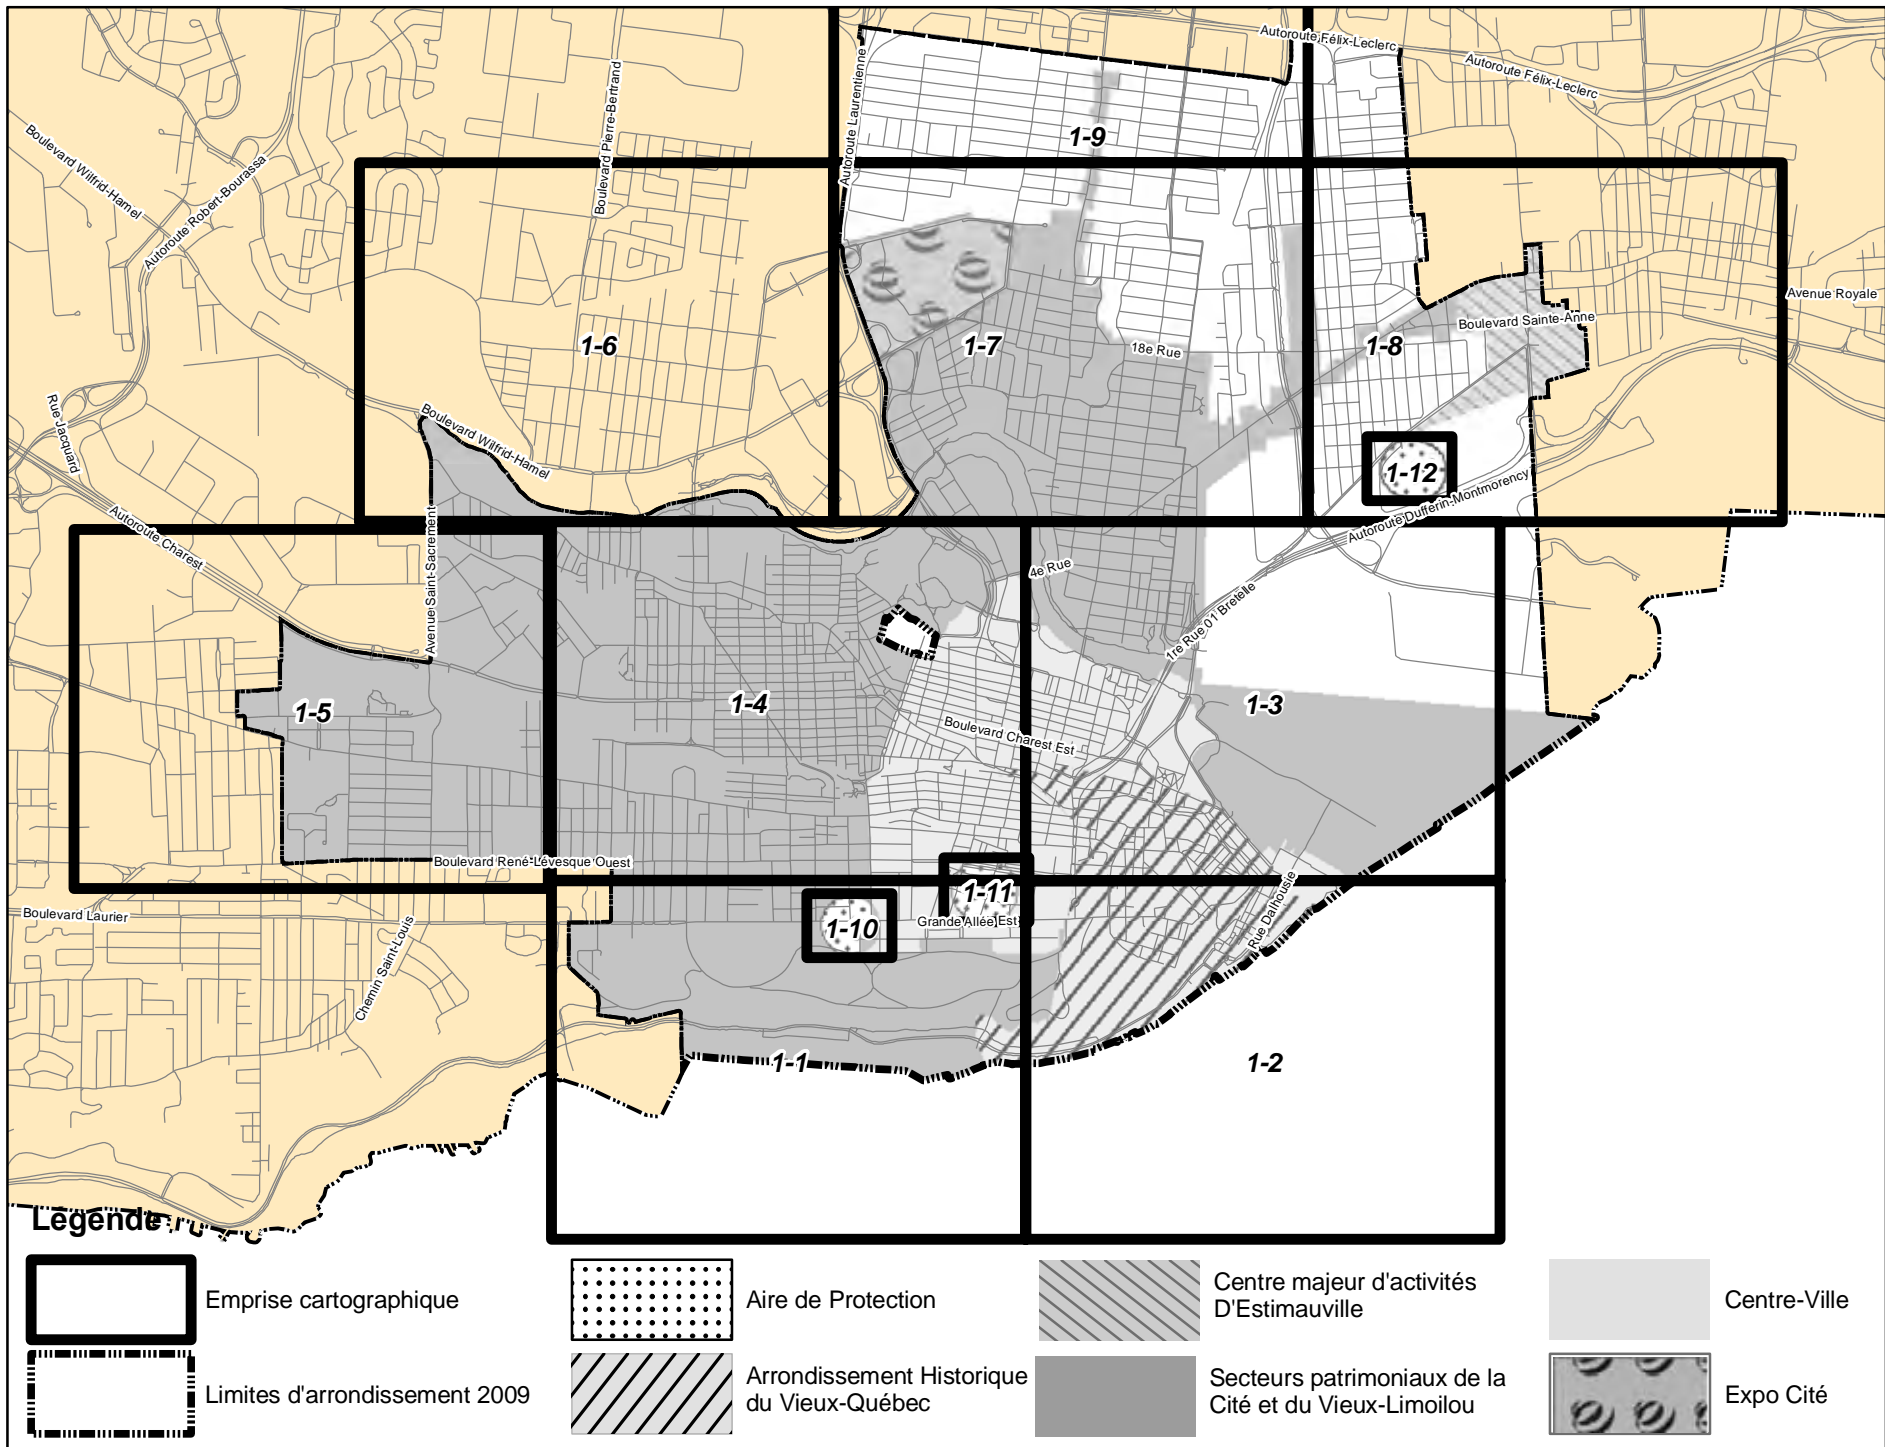 Autoroute Félix-Leclerc
Autoroute Félix-Leclerc
Autoroute Laurentienne
Boulevard Pierre-Bertrand
Boulevard Wilfrid-Hamel
Autoroute Robert-Bourassa
1-9
Avenue Royale
Boulevard Sainte-Anne
1-6
1-7
18e Rue
1-8
Rue Jacquard
Boulevard Wilfrid-Hamel
1-12
Autoroute Dufferin-Montmorency
Autoroute Charest
Avenue Saint-Sacrement
4e Rue
1re Rue 01 Bretelle
1-5
1-4
1-3
Boulevard Charest Est
Boulevard René-Lévesque Ouest
Boulevard Laurier
Chemin Saint-Louis
1-11
Grande Allée Est
1-10
Rue Dalhousie
1-1
1-2
Légende
Emprise cartographique
Aire de Protection
Centre majeur d'activités
D'Estimauville
Centre-Ville
Limites d'arrondissement 2009
Arrondissement Historique
du Vieux-Québec
Secteurs patrimoniaux de la
Cité et du Vieux-Limoilou
Expo Cité